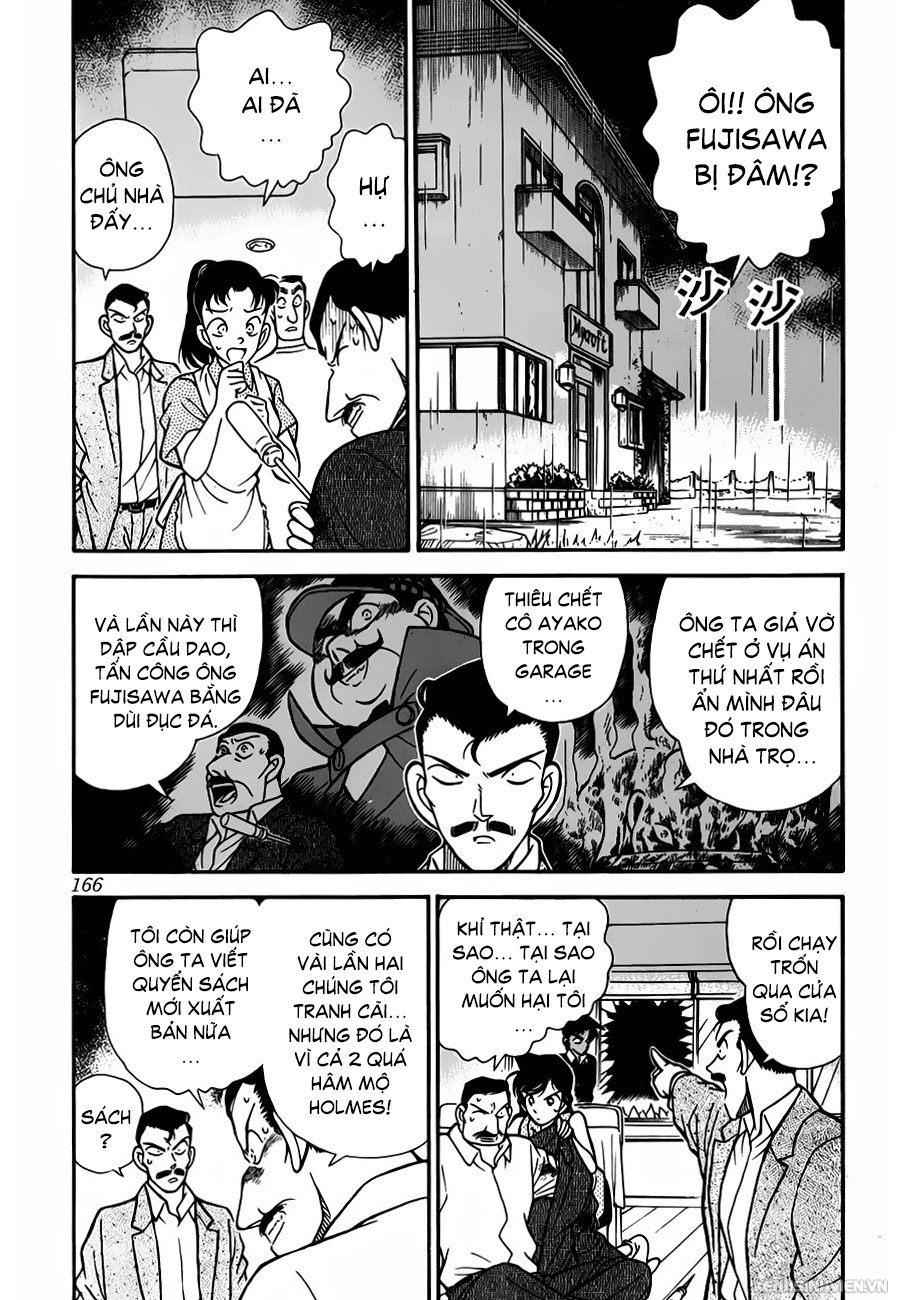 ÔI!! ÔNG
FUJISAWA
BỊ ĐÂM!?
沙
沙
Mycroft
HỰ
AI...
AI ĐÃ
...
ÔNG
CHỦ NHÀ
ĐẤY...
ÔNG TA GIẢ VỜ
CHẾT Ở VỤ ÁN
THỨ NHẤT RỒI
ẨN MÌNH ĐÂU
ĐÓ TRONG
NHÀ TRỌ...
THIÊU CHẾT
CÔ AYAKO
TRONG
GARAGE
...
VÀ LẦN NÀY THÌ
DẬP CẦU DAO,
TẤN CÔNG ÔNG
FUJISAWA BẰNG
DÙI ĐỤC ĐÁ.
166
RỒI CHẠY
TRỐN
QUA CỬA
SỔ KIA!
KHỈ THẬT... TẠI
SAO... TẠI SAO
ÔNG TA LẠI
MUỐN HẠI TÔI
...
CŨNG CÓ
VÀI LẦN HAI
CHÚNG TÔI
TRANH CÃI...
NHƯNG ĐÓ LÀ
VÌ CẢ 2 QUÁ
HÂM MỘ
HOLMES!
TÔI CÒN GIÚP
ÔNG TA VIẾT
QUYỂN SÁCH
MỚI XUẤT
BẢN NỮA
...
SÁCH
?